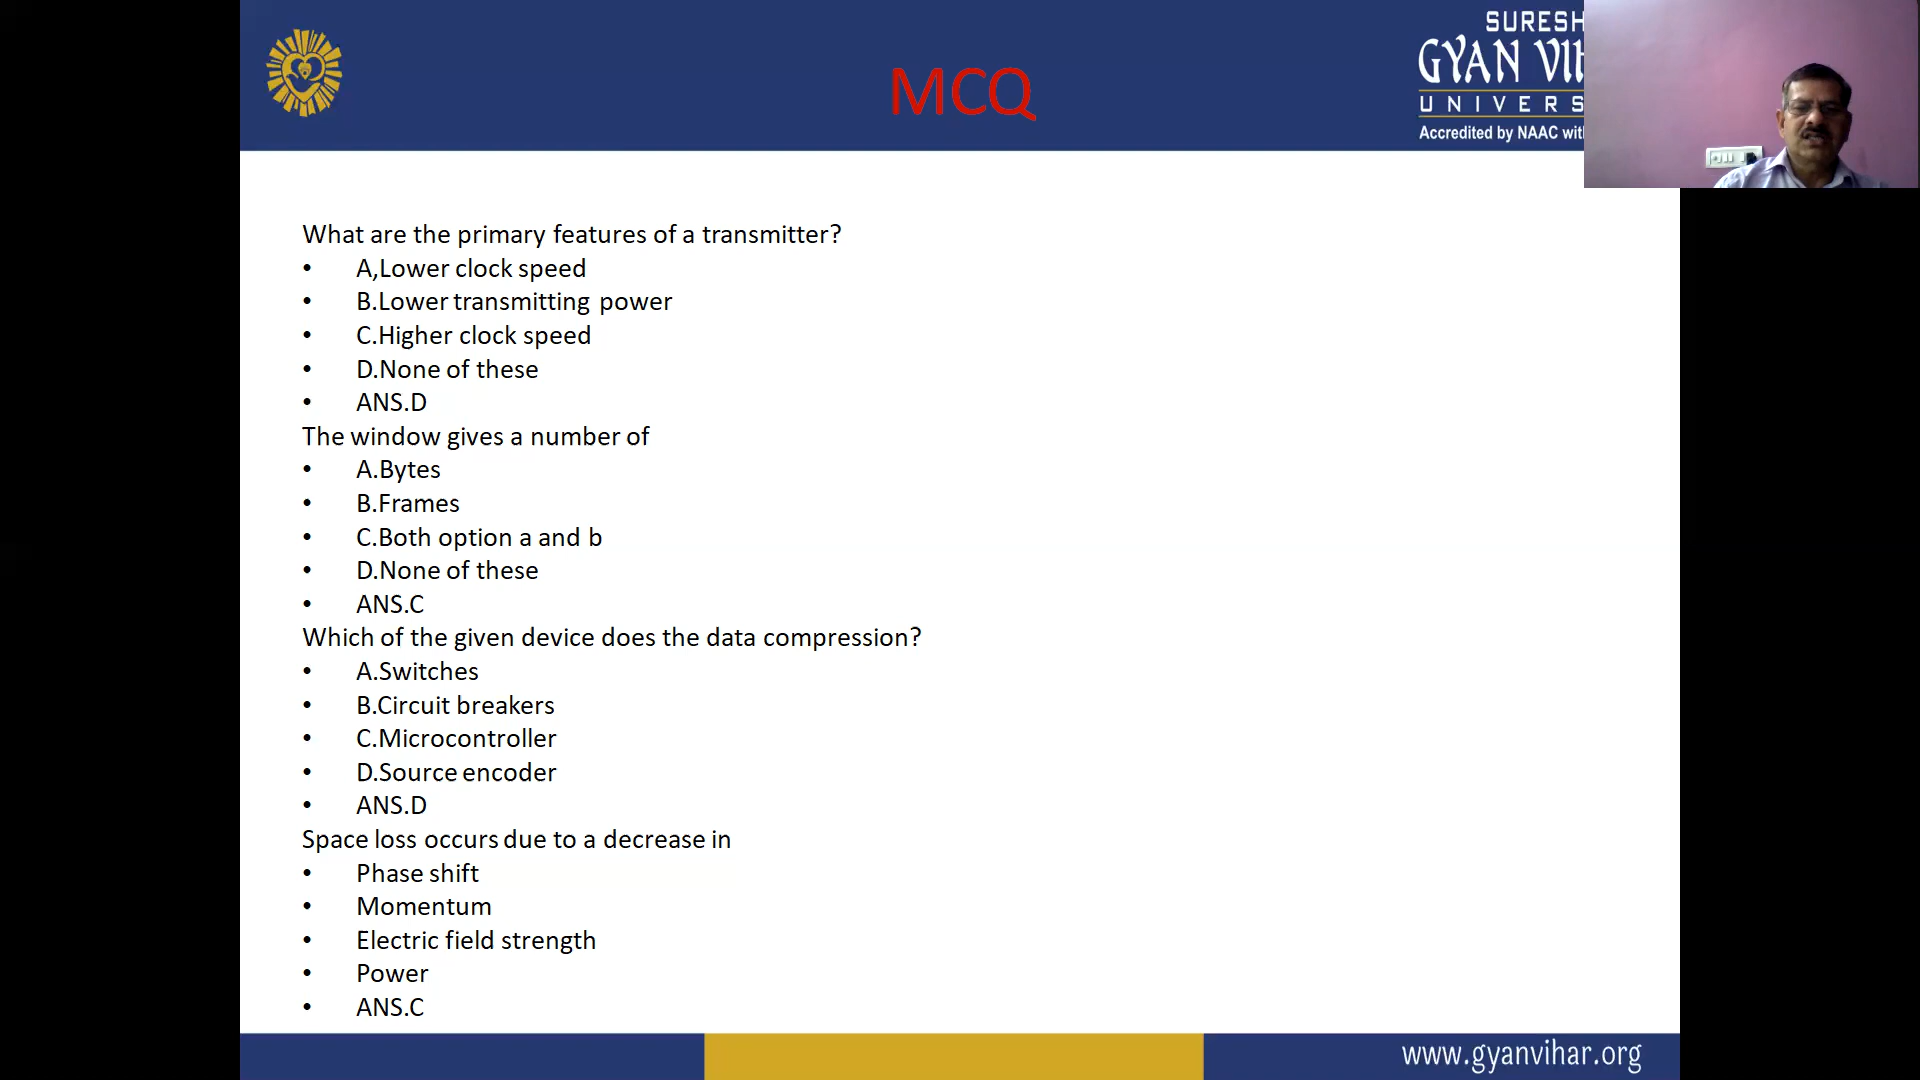 MCQ
SURESH
GYAN VIH
UNIVERS
Accredited by NAAC with
What are the primary features of a transmitter?
• A,Lower clock speed
• B.Lower transmitting power
• C.Higher clock speed
• D.None of these
• ANS.D
The window gives a number of
• A.Bytes
• B.Frames
• C.Both option a and b
• D.None of these
• ANS.C
Which of the given device does the data compression?
• A.Switches
• B.Circuit breakers
• C.Microcontroller
• D.Source encoder
• ANS.D
Space loss occurs due to a decrease in
• Phase shift
• Momentum
• Electric field strength
• Power
• ANS.C
www.gyanvihar.org